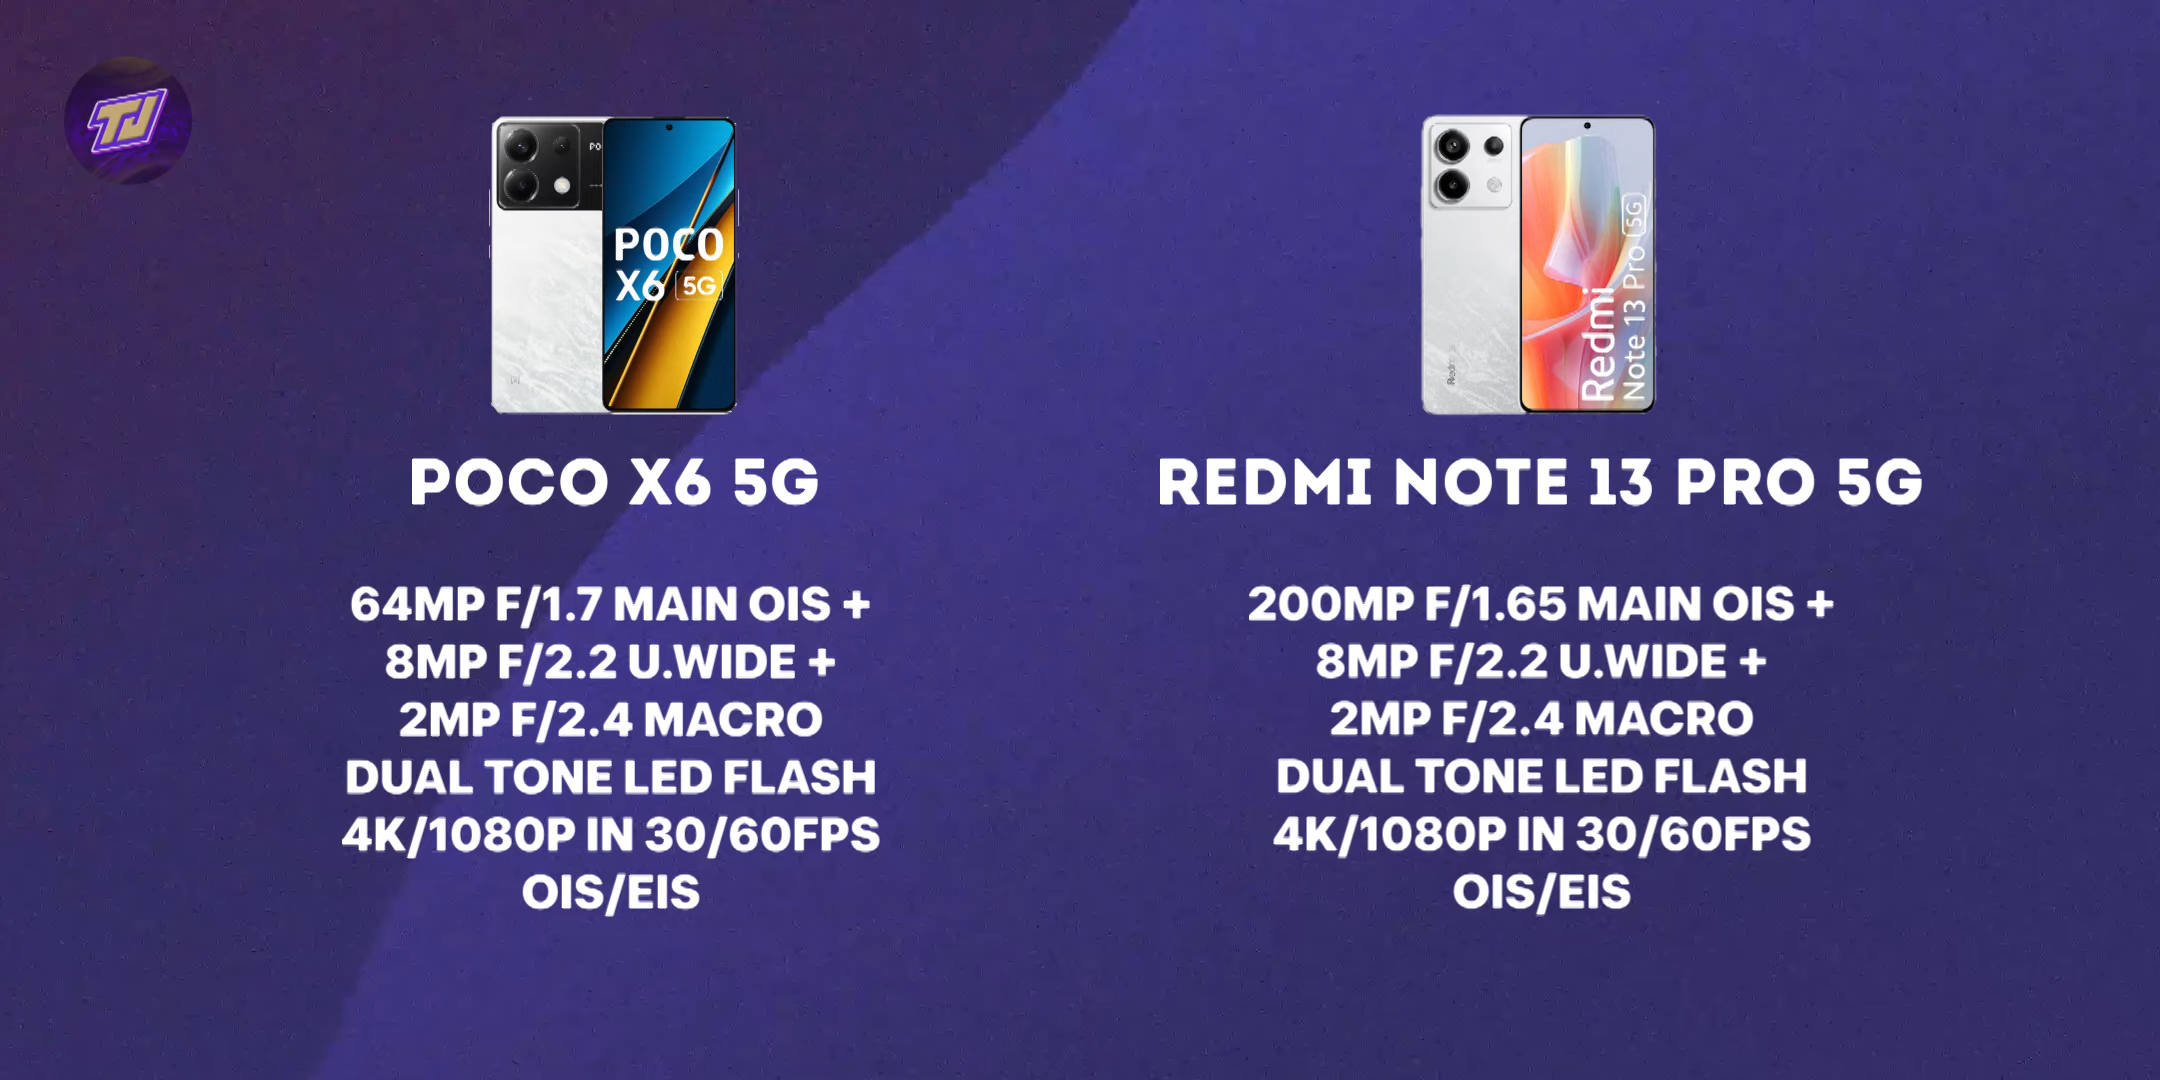 TJ
PO
POCO
X6 5G
Redmi
Note 13 Pro 5G
POCO X6 5G
64MP F/1.7 MAIN OIS +
8MP F/2.2 U.WIDE +
2MP F/2.4 MACRO
DUAL TONE LED FLASH
4K/1080P IN 30/60FPS
OIS/EIS
REDMI NOTE 13 PRO 5G
200MP F/1.65 MAIN OIS +
8MP F/2.2 U.WIDE +
2MP F/2.4 MACRO
DUAL TONE LED FLASH
4K/1080P IN 30/60FPS
OIS/EIS